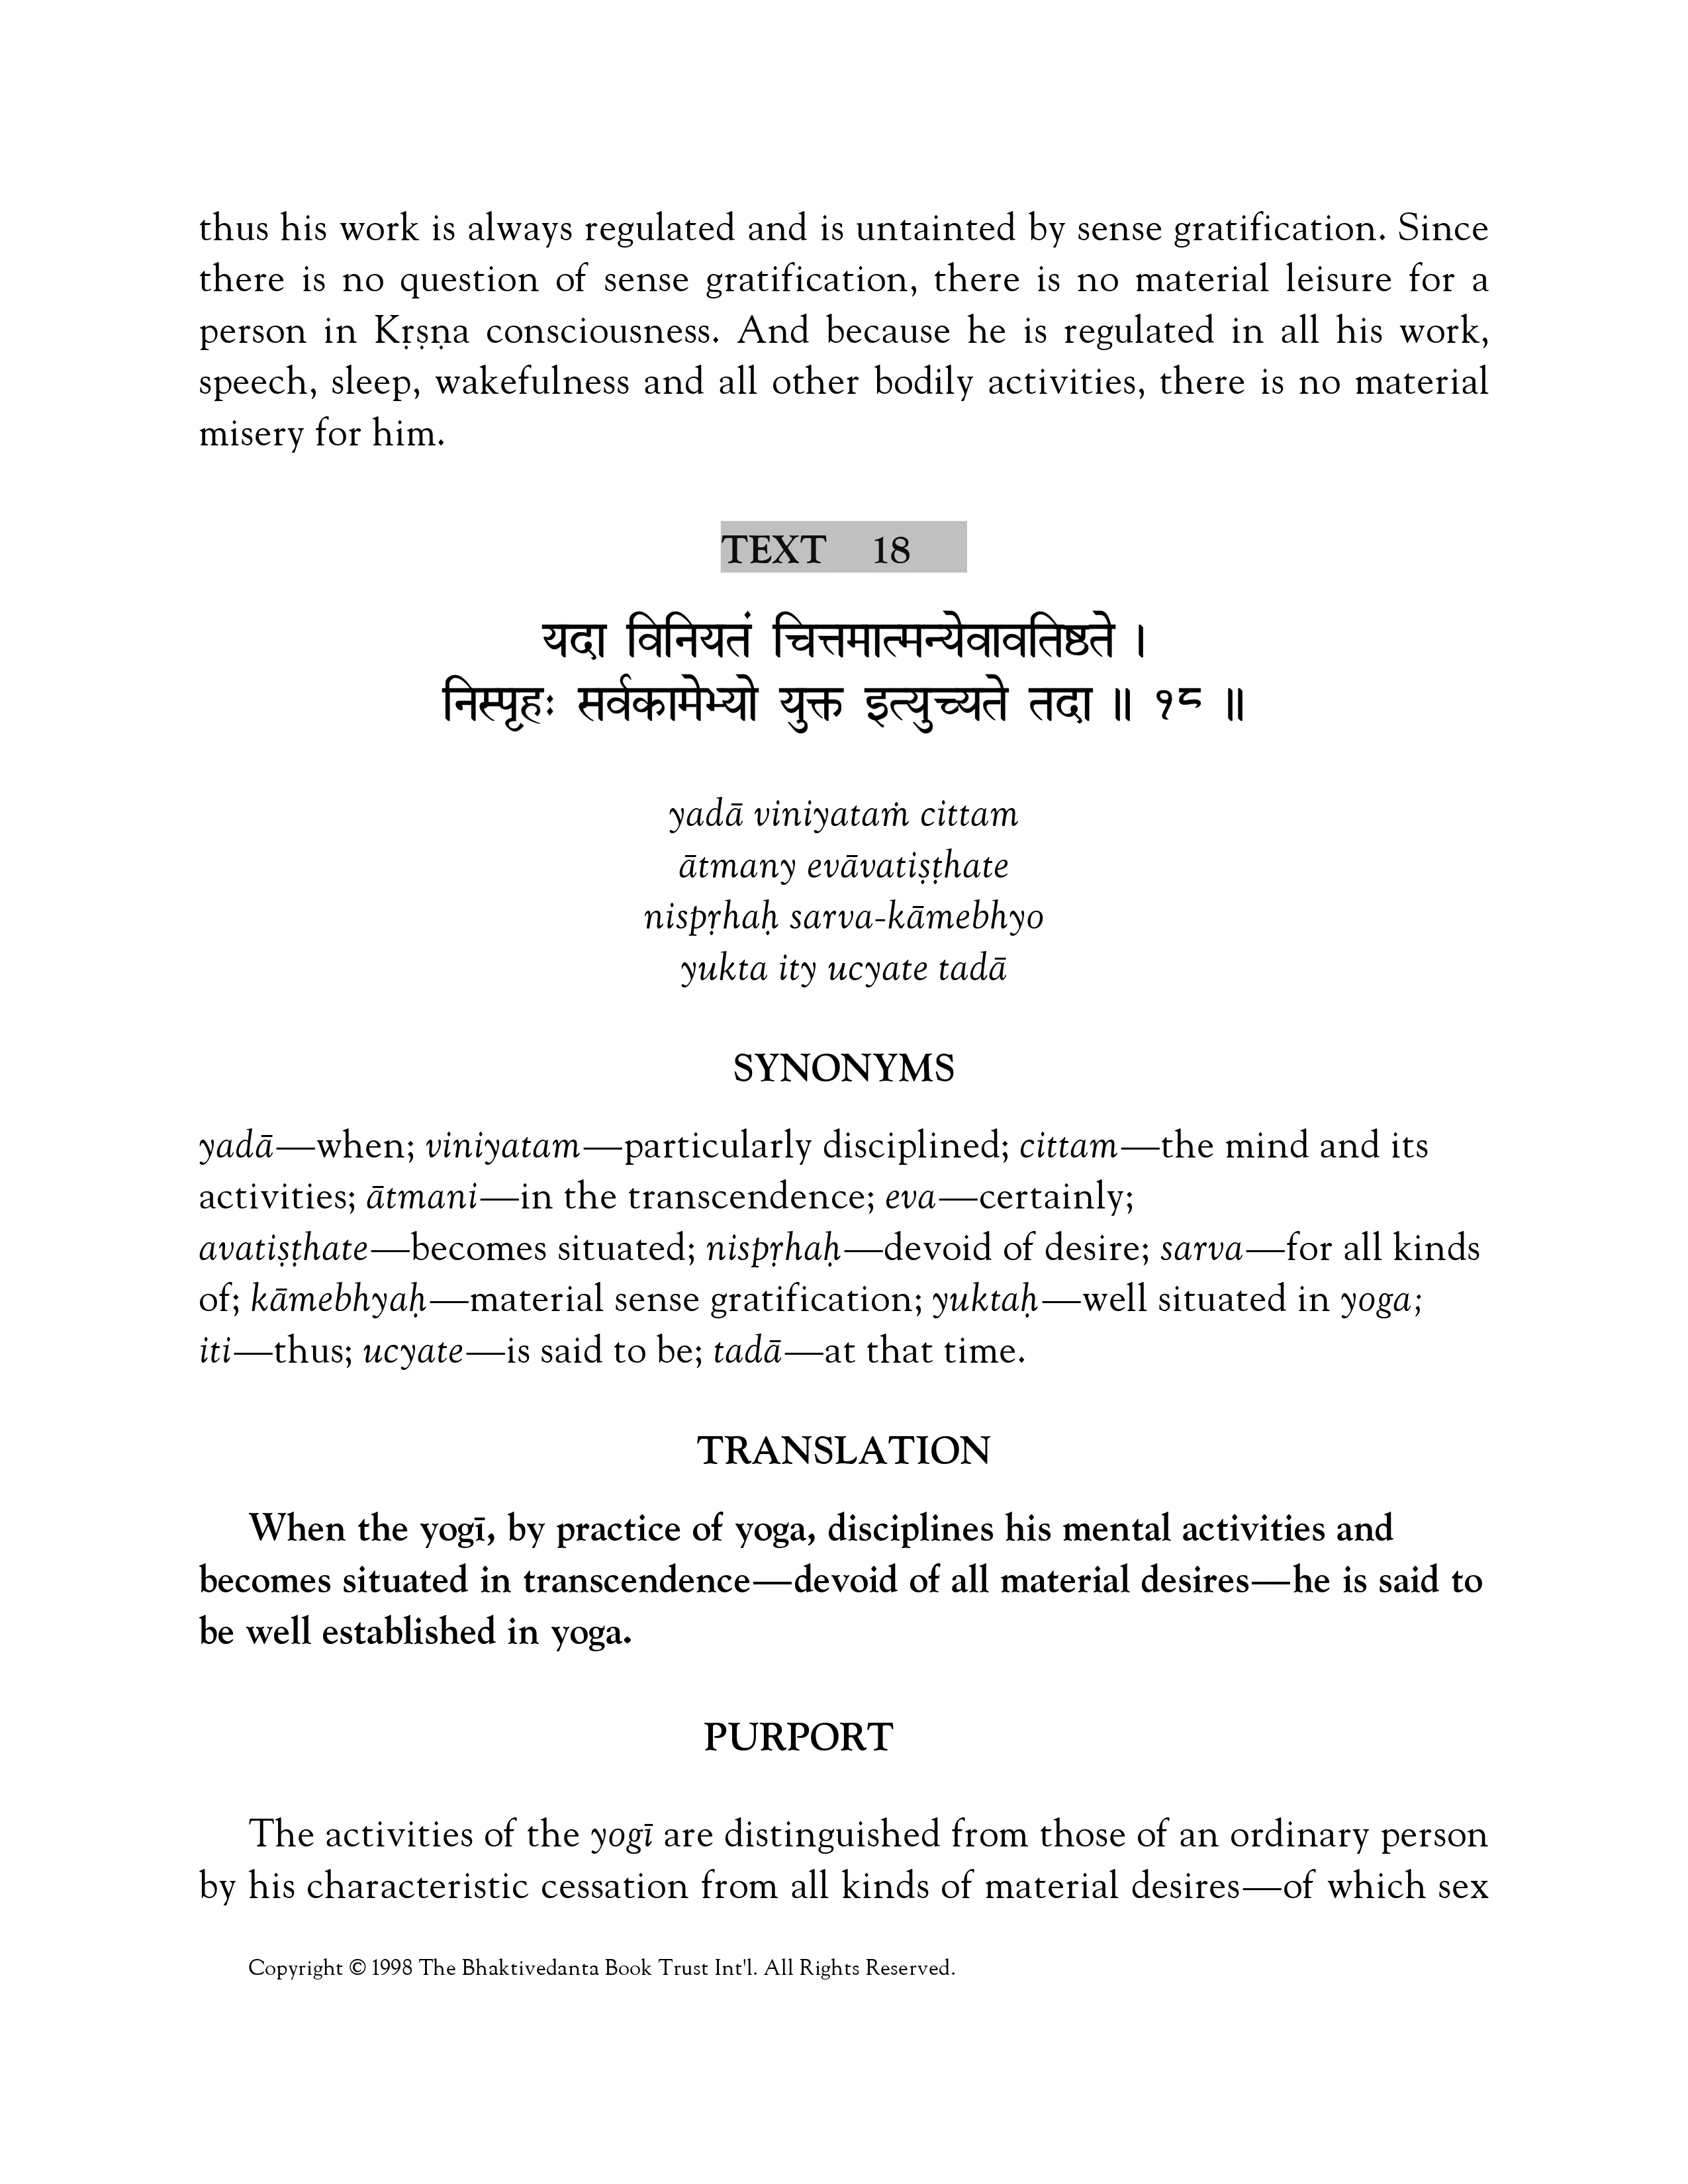 thus his work is always regulated and is untainted by sense gratification. Since
there is no question of sense gratification, there is no material leisure for a
person in Kṛṣṇa consciousness. And because he is regulated in all his work,
speech, sleep, wakefulness and all other bodily activities, there is no material
misery for him.
TEXT 18
यदा विनियतं चित्तमात्मन्येवावतिष्ठते ।
निस्पृहः सर्वकामेभ्यो युक्त इत्युच्यते तदा ॥ १८ ॥
yadā viniyataṁ cittam
ātmany evāvatiṣṭhate
nispṛhaḥ sarva-kāmebhyo
yukta ity ucyate tadā
SYNONYMS
yadā—when; viniyatam—particularly disciplined; cittam—the mind and its
activities; ātmani—in the transcendence; eva—certainly;
avatiṣṭhate—becomes situated; nispṛhaḥ—devoid of desire; sarva—for all kinds
of; kāmebhyaḥ—material sense gratification; yuktaḥ—well situated in yoga;
iti—thus; ucyate—is said to be; tadā—at that time.
TRANSLATION
When the yogī, by practice of yoga, disciplines his mental activities and
becomes situated in transcendence—devoid of all material desires—he is said to
be well established in yoga.
PURPORT
The activities of the yogī are distinguished from those of an ordinary person
by his characteristic cessation from all kinds of material desires—of which sex
Copyright © 1998 The Bhaktivedanta Book Trust Int'l. All Rights Reserved.